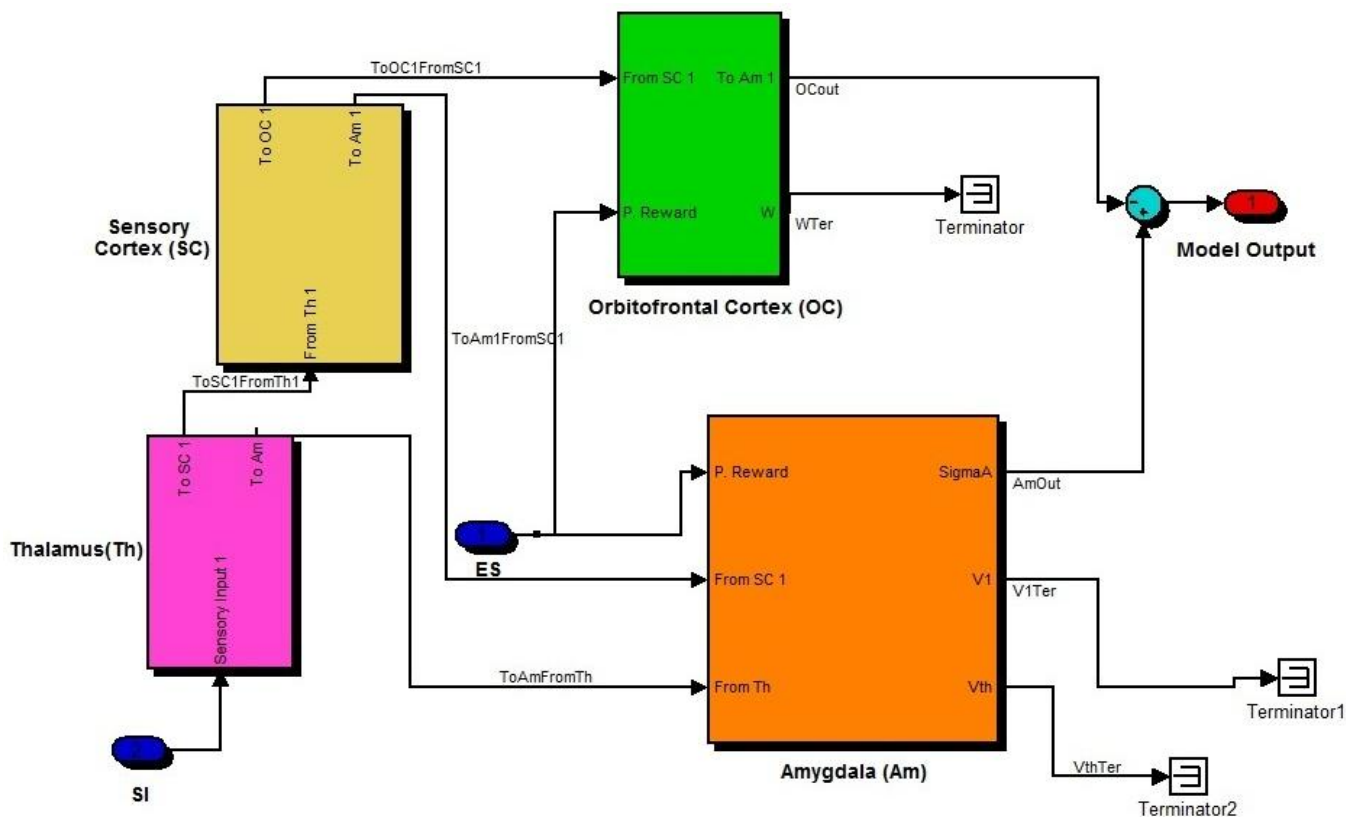 ToOC1FromSC1
From SC 1
To Am 1
OCout
To OC 1
To Am 1
Sensory
Cortex (SC)
From Th 1
P. Reward
W
WTer
Terminator
1
Model Output
Orbitofrontal Cortex (OC)
ToAm1FromSC1
ToSC1FromTh1
To SC 1
To Am
Thalamus(Th)
Sensory Input 1
P. Reward
SigmaA
AmOut
1
ES
From SC 1
V1
V1Ter
ToAmFromTh
From Th
Vth
Terminator1
2
SI
Amygdala (Am)
VthTer
Terminator2